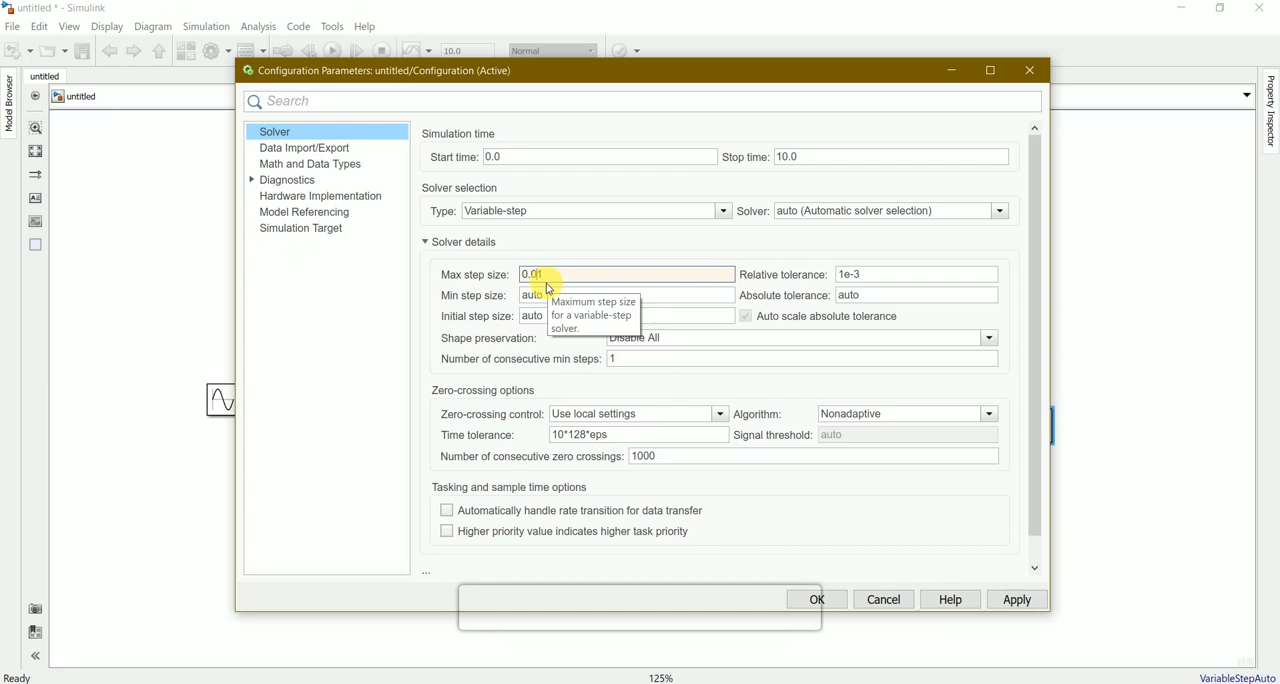 untitled * - Simulink
File Edit View Display Diagram Simulation Analysis Code Tools Help
10.0 Normal
untitled
untitled
Model Browser
Property Inspector
Configuration Parameters: untitled/Configuration (Active)
Search
Solver
Data Import/Export
Math and Data Types
Diagnostics
Hardware Implementation
Model Referencing
Simulation Target
Simulation time
Start time: 0.0 Stop time: 10.0
Solver selection
Type: Variable-step Solver: auto (Automatic solver selection)
Solver details
Max step size: 0.01 Relative tolerance: 1e-3
Min step size: auto Absolute tolerance: auto
Initial step size: auto Auto scale absolute tolerance
Maximum step size
for a variable-step
solver.
Shape preservation: Disable All
Number of consecutive min steps: 1
Zero-crossing options
Zero-crossing control: Use local settings Algorithm: Nonadaptive
Time tolerance: 10*128*eps Signal threshold: auto
Number of consecutive zero crossings: 1000
Tasking and sample time options
Automatically handle rate transition for data transfer
Higher priority value indicates higher task priority
...
OK Cancel Help Apply
Ready 125% VariableStepAuto